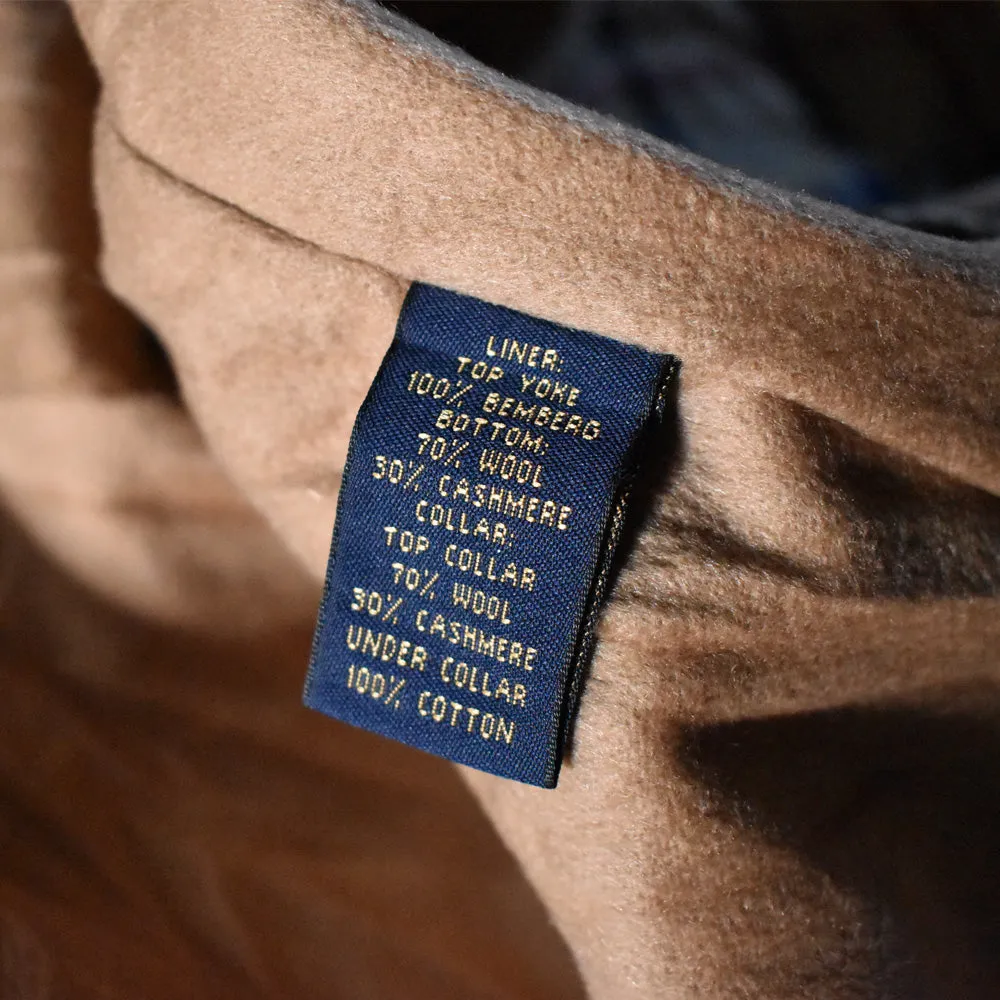 LINER:
TOP YOKE
100% BEMBERG
BOTTOM:
70% WOOL
30% CASHMERE
COLLAR:
TOP COLLAR
70% WOOL
30% CASHMERE
UNDER COLLAR
100% COTTON